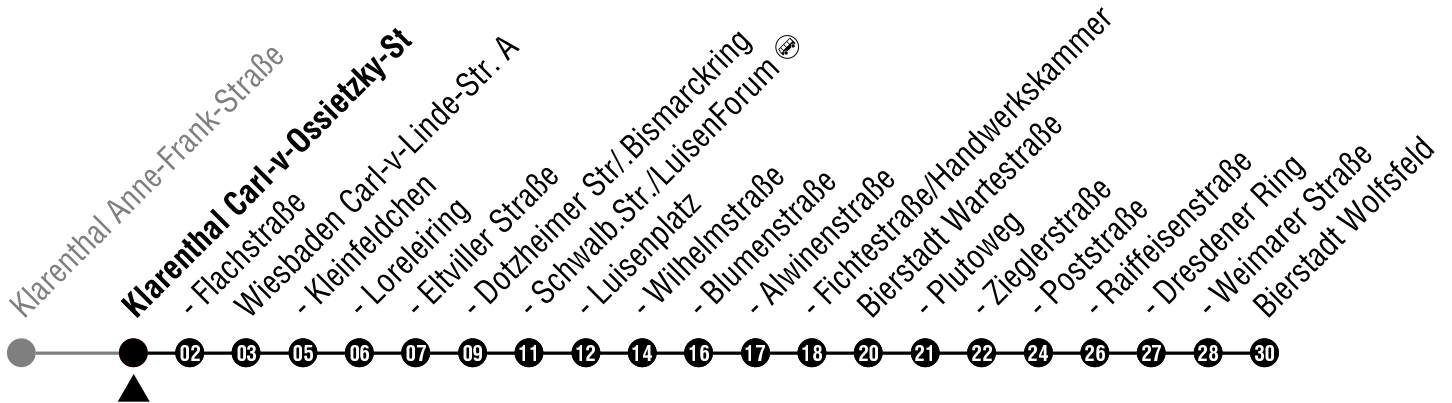 Klarenthal Anne-Frank-Straße
Klarenthal Carl-v-Ossietzky-St
- Flachstraße
Wiesbaden Carl-v-Linde-Str. A
- Kleinfeldchen
- Loreleiring
- Eltviller Straße
- Dotzheimer Str/.Bismarckring
- Schwalb.Str./LuisenForum
- Luisenplatz
- Wilhelmstraße
- Blumenstraße
- Alwinenstraße
- Fichtestraße/Handwerkskammer
Bierstadt Wartestraße
- Plutoweg
- Zieglerstraße
- Poststraße
- Raiffeisenstraße
- Dresdener Ring
- Weimarer Straße
Bierstadt Wolfsfeld
02 03 05 06 07 09 11 12 14 16 17 18 20 21 22 24 26 27 28 30